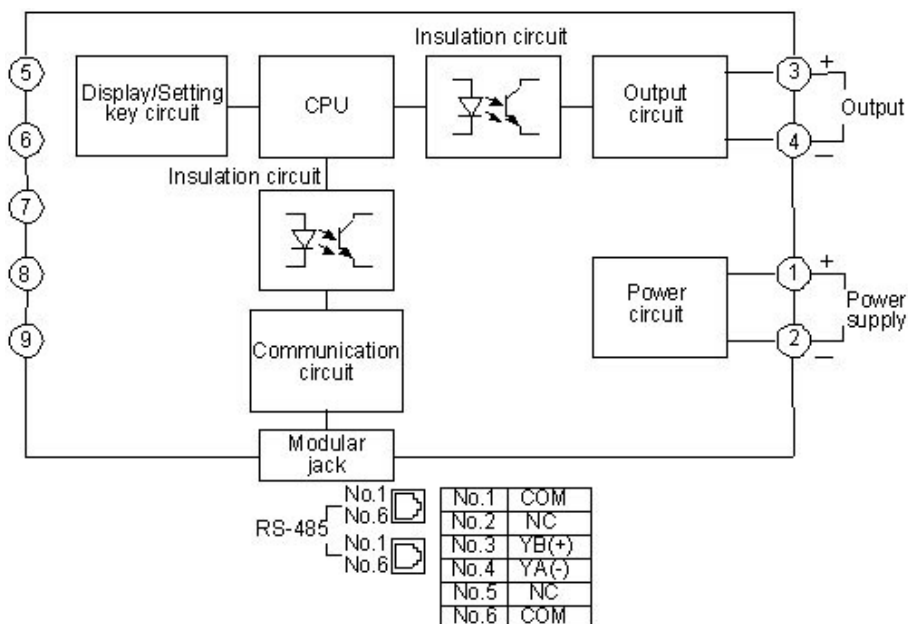 Insulation circuit
5
Display/Setting
key circuit
CPU
Output
circuit
3
+
Output
4
−
6
Insulation circuit
7
8
9
Power
circuit
1
+
Power
supply
2
−
Communication
circuit
Modular
jack
RS-485
No.1
No.6
No.1
No.6
No.1 COM
No.2 NC
No.3 YB(+)
No.4 YA(-)
No.5 NC
No.6 COM